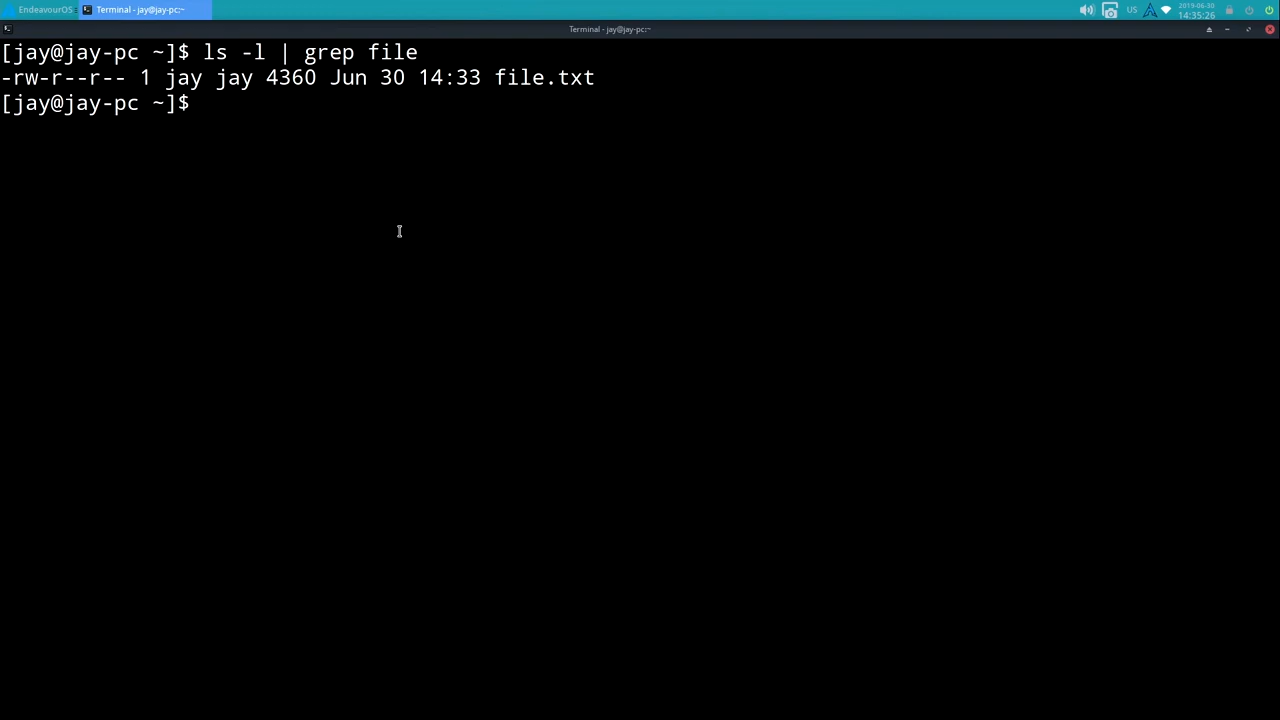 EndeavourOS
Terminal - jay@jay-pc:~
US
2019-06-30
14:35:26
Terminal - jay@jay-pc:~
[jay@jay-pc ~]$ ls -l | grep file
-rw-r--r-- 1 jay jay 4360 Jun 30 14:33 file.txt
[jay@jay-pc ~]$